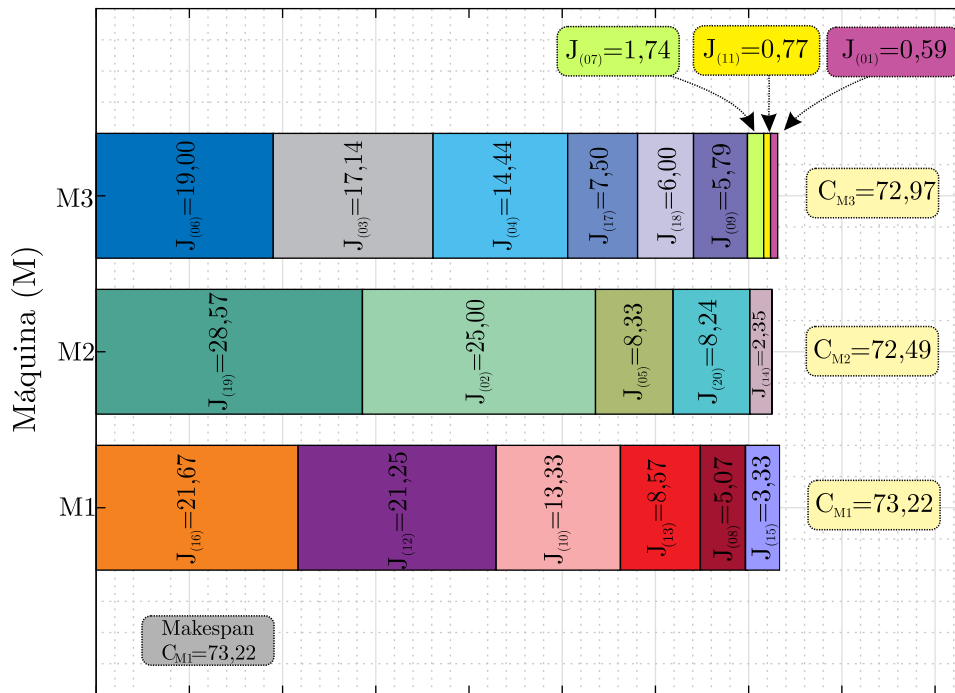 J(07)=1,74
J(11)=0,77
J(01)=0,59
Máquina (M)
M3
J(06)=19,00
J(03)=17,14
J(04)=14,44
J(17)=7,50
J(18)=6,00
J(09)=5,79
CM3=72,97
M2
J(19)=28,57
J(02)=25,00
J(05)=8,33
J(20)=8,24
J(14)=2,35
CM2=72,49
M1
J(16)=21,67
J(12)=21,25
J(10)=13,33
J(13)=8,57
J(08)=5,07
J(15)=3,33
CM1=73,22
Makespan
CM1=73,22